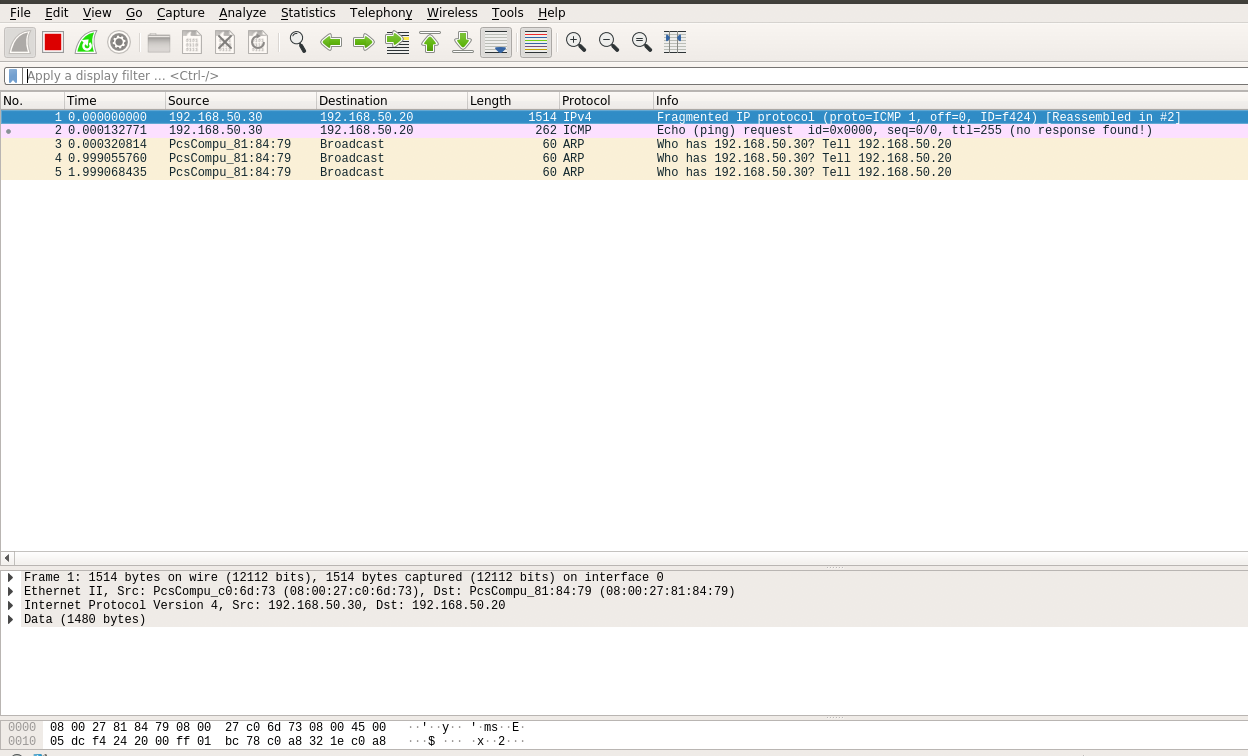 File Edit View Go Capture Analyze Statistics Telephony Wireless Tools Help
Apply a display filter ... <Ctrl-/>
No. Time Source Destination Length Protocol Info
1 0.000000000 192.168.50.30 192.168.50.20 1514 IPv4 Fragmented IP protocol (proto=ICMP 1, off=0, ID=f424) [Reassembled in #2]
2 0.000132771 192.168.50.30 192.168.50.20 262 ICMP Echo (ping) request  id=0x0000, seq=0/0, ttl=255 (no response found!)
3 0.000320814 PcsCompu_81:84:79 Broadcast 60 ARP Who has 192.168.50.30? Tell 192.168.50.20
4 0.999055760 PcsCompu_81:84:79 Broadcast 60 ARP Who has 192.168.50.30? Tell 192.168.50.20
5 1.999068435 PcsCompu_81:84:79 Broadcast 60 ARP Who has 192.168.50.30? Tell 192.168.50.20
Frame 1: 1514 bytes on wire (12112 bits), 1514 bytes captured (12112 bits) on interface 0
Ethernet II, Src: PcsCompu_c0:6d:73 (08:00:27:c0:6d:73), Dst: PcsCompu_81:84:79 (08:00:27:81:84:79)
Internet Protocol Version 4, Src: 192.168.50.30, Dst: 192.168.50.20
Data (1480 bytes)
0000 08 00 27 81 84 79 08 00 27 c0 6d 73 08 00 45 00 ··'··y·· '·ms··E·
0010 05 dc f4 24 20 00 ff 01 bc 78 c0 a8 32 1e c0 a8 ···$ ··· ·x··2···